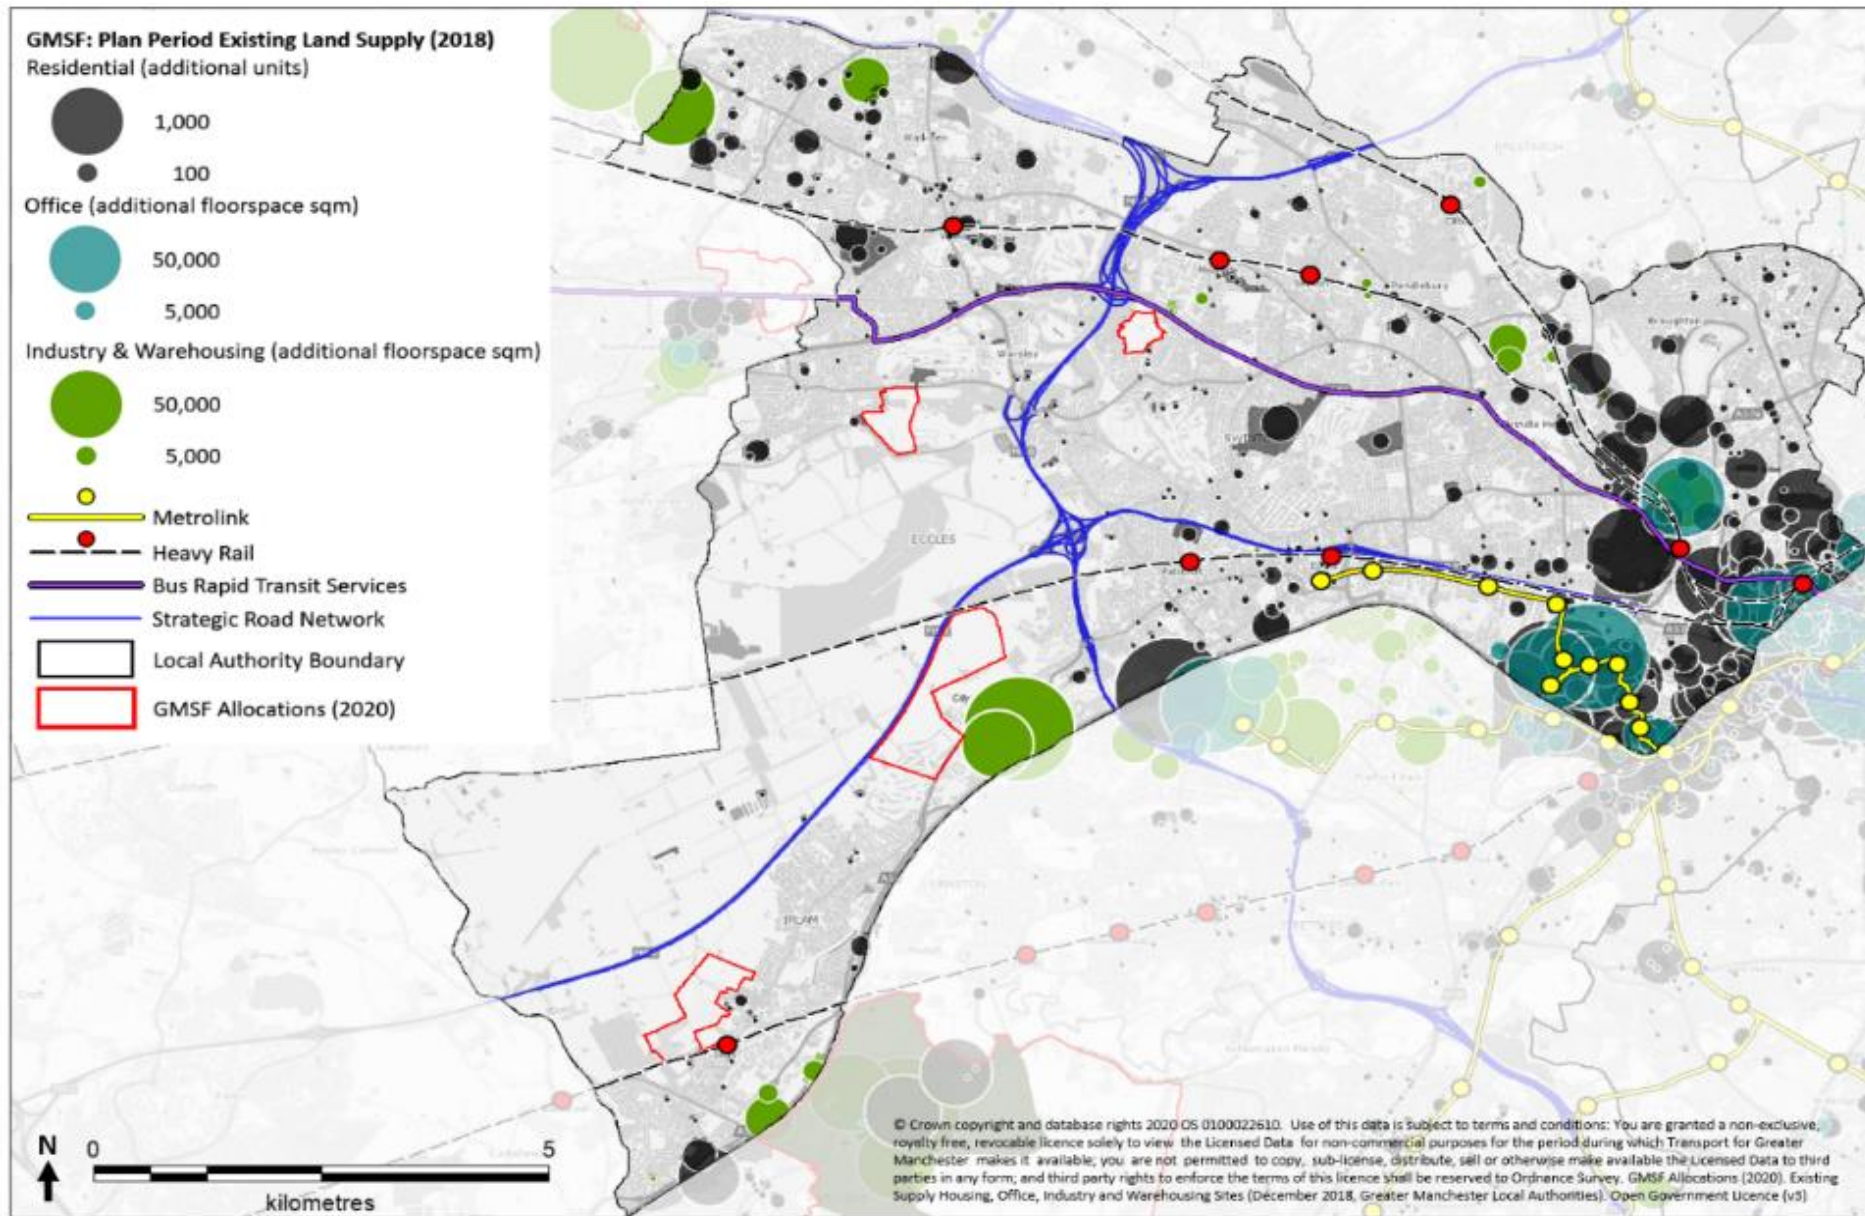 GMSF: Plan Period Existing Land Supply (2018)
Residential (additional units)
1,000
100
Office (additional floorspace sqm)
50,000
5,000
Industry & Warehousing (additional floorspace sqm)
50,000
5,000
Metrolink
Heavy Rail
Bus Rapid Transit Services
Strategic Road Network
Local Authority Boundary
GMSF Allocations (2020)
Pendlebury
Broughton
Worsley
ECCLES
IRLAM
N
0
5
kilometres
© Crown copyright and database rights 2020 OS 0100022610. Use of this data is subject to terms and conditions: You are granted a non-exclusive,
royalty free, revocable licence solely to view the Licensed Data for non-commercial purposes for the period during which Transport for Greater
Manchester makes it available; you are not permitted to copy, sub-license, distribute, sell or otherwise make available the Licensed Data to third
parties in any form; and third party rights to enforce the terms of this licence shall be reserved to Ordnance Survey. GMSF Allocations (2020). Existing
Supply Housing, Office, Industry and Warehousing Sites (December 2018, Greater Manchester Local Authorities). Open Government Licence (v3)